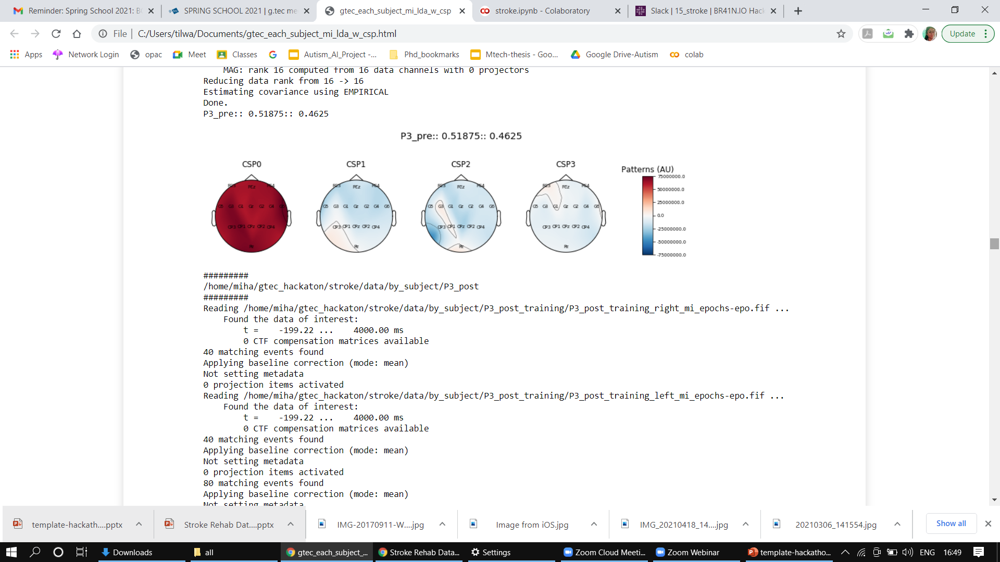 Reminder: Spring School 2021: BC
SPRING SCHOOL 2021 | g.tec me
gtec_each_subject_mi_lda_w_csp
stroke.ipynb - Colaboratory
Slack | 15_stroke | BR41N.IO Hack
File | C:/Users/tilwa/Documents/gtec_each_subject_mi_lda_w_csp.html
Update
Apps Network Login opac Meet Classes Autism_AI_Project -... Phd_bookmarks Mtech-thesis - Goo... Google Drive-Autism colab
MAG: rank 16 computed from 16 data channels with 0 projectors
Reducing data rank from 16 -> 16
Estimating covariance using EMPIRICAL
Done.
P3_pre:: 0.51875:: 0.4625
P3_pre:: 0.51875:: 0.4625
CSP0 CSP1 CSP2 CSP3
Patterns (AU)
75000000.0
50000000.0
25000000.0
0.0
-25000000.0
-50000000.0
-75000000.0
#########
/home/miha/gtec_hackaton/stroke/data/by_subject/P3_post
#########
Reading /home/miha/gtec_hackaton/stroke/data/by_subject/P3_post_training/P3_post_training_right_mi_epochs-epo.fif ...
Found the data of interest:
t = -199.22 ... 4000.00 ms
0 CTF compensation matrices available
40 matching events found
Applying baseline correction (mode: mean)
Not setting metadata
0 projection items activated
Reading /home/miha/gtec_hackaton/stroke/data/by_subject/P3_post_training/P3_post_training_left_mi_epochs-epo.fif ...
Found the data of interest:
t = -199.22 ... 4000.00 ms
0 CTF compensation matrices available
40 matching events found
Applying baseline correction (mode: mean)
Not setting metadata
0 projection items activated
80 matching events found
Applying baseline correction (mode: mean)
Not setting metadata
template-hackath....pptx
Stroke Rehab Dat....pptx
IMG-20170911-W....jpg
Image from iOS.jpg
IMG_20210418_14....jpg
20210306_141554.jpg
Show all
Downloads
all
gtec_each_subject_...
Stroke Rehab Data...
Settings
Zoom Cloud Meeti...
Zoom Webinar
template-hackatho...
ENG
16:49